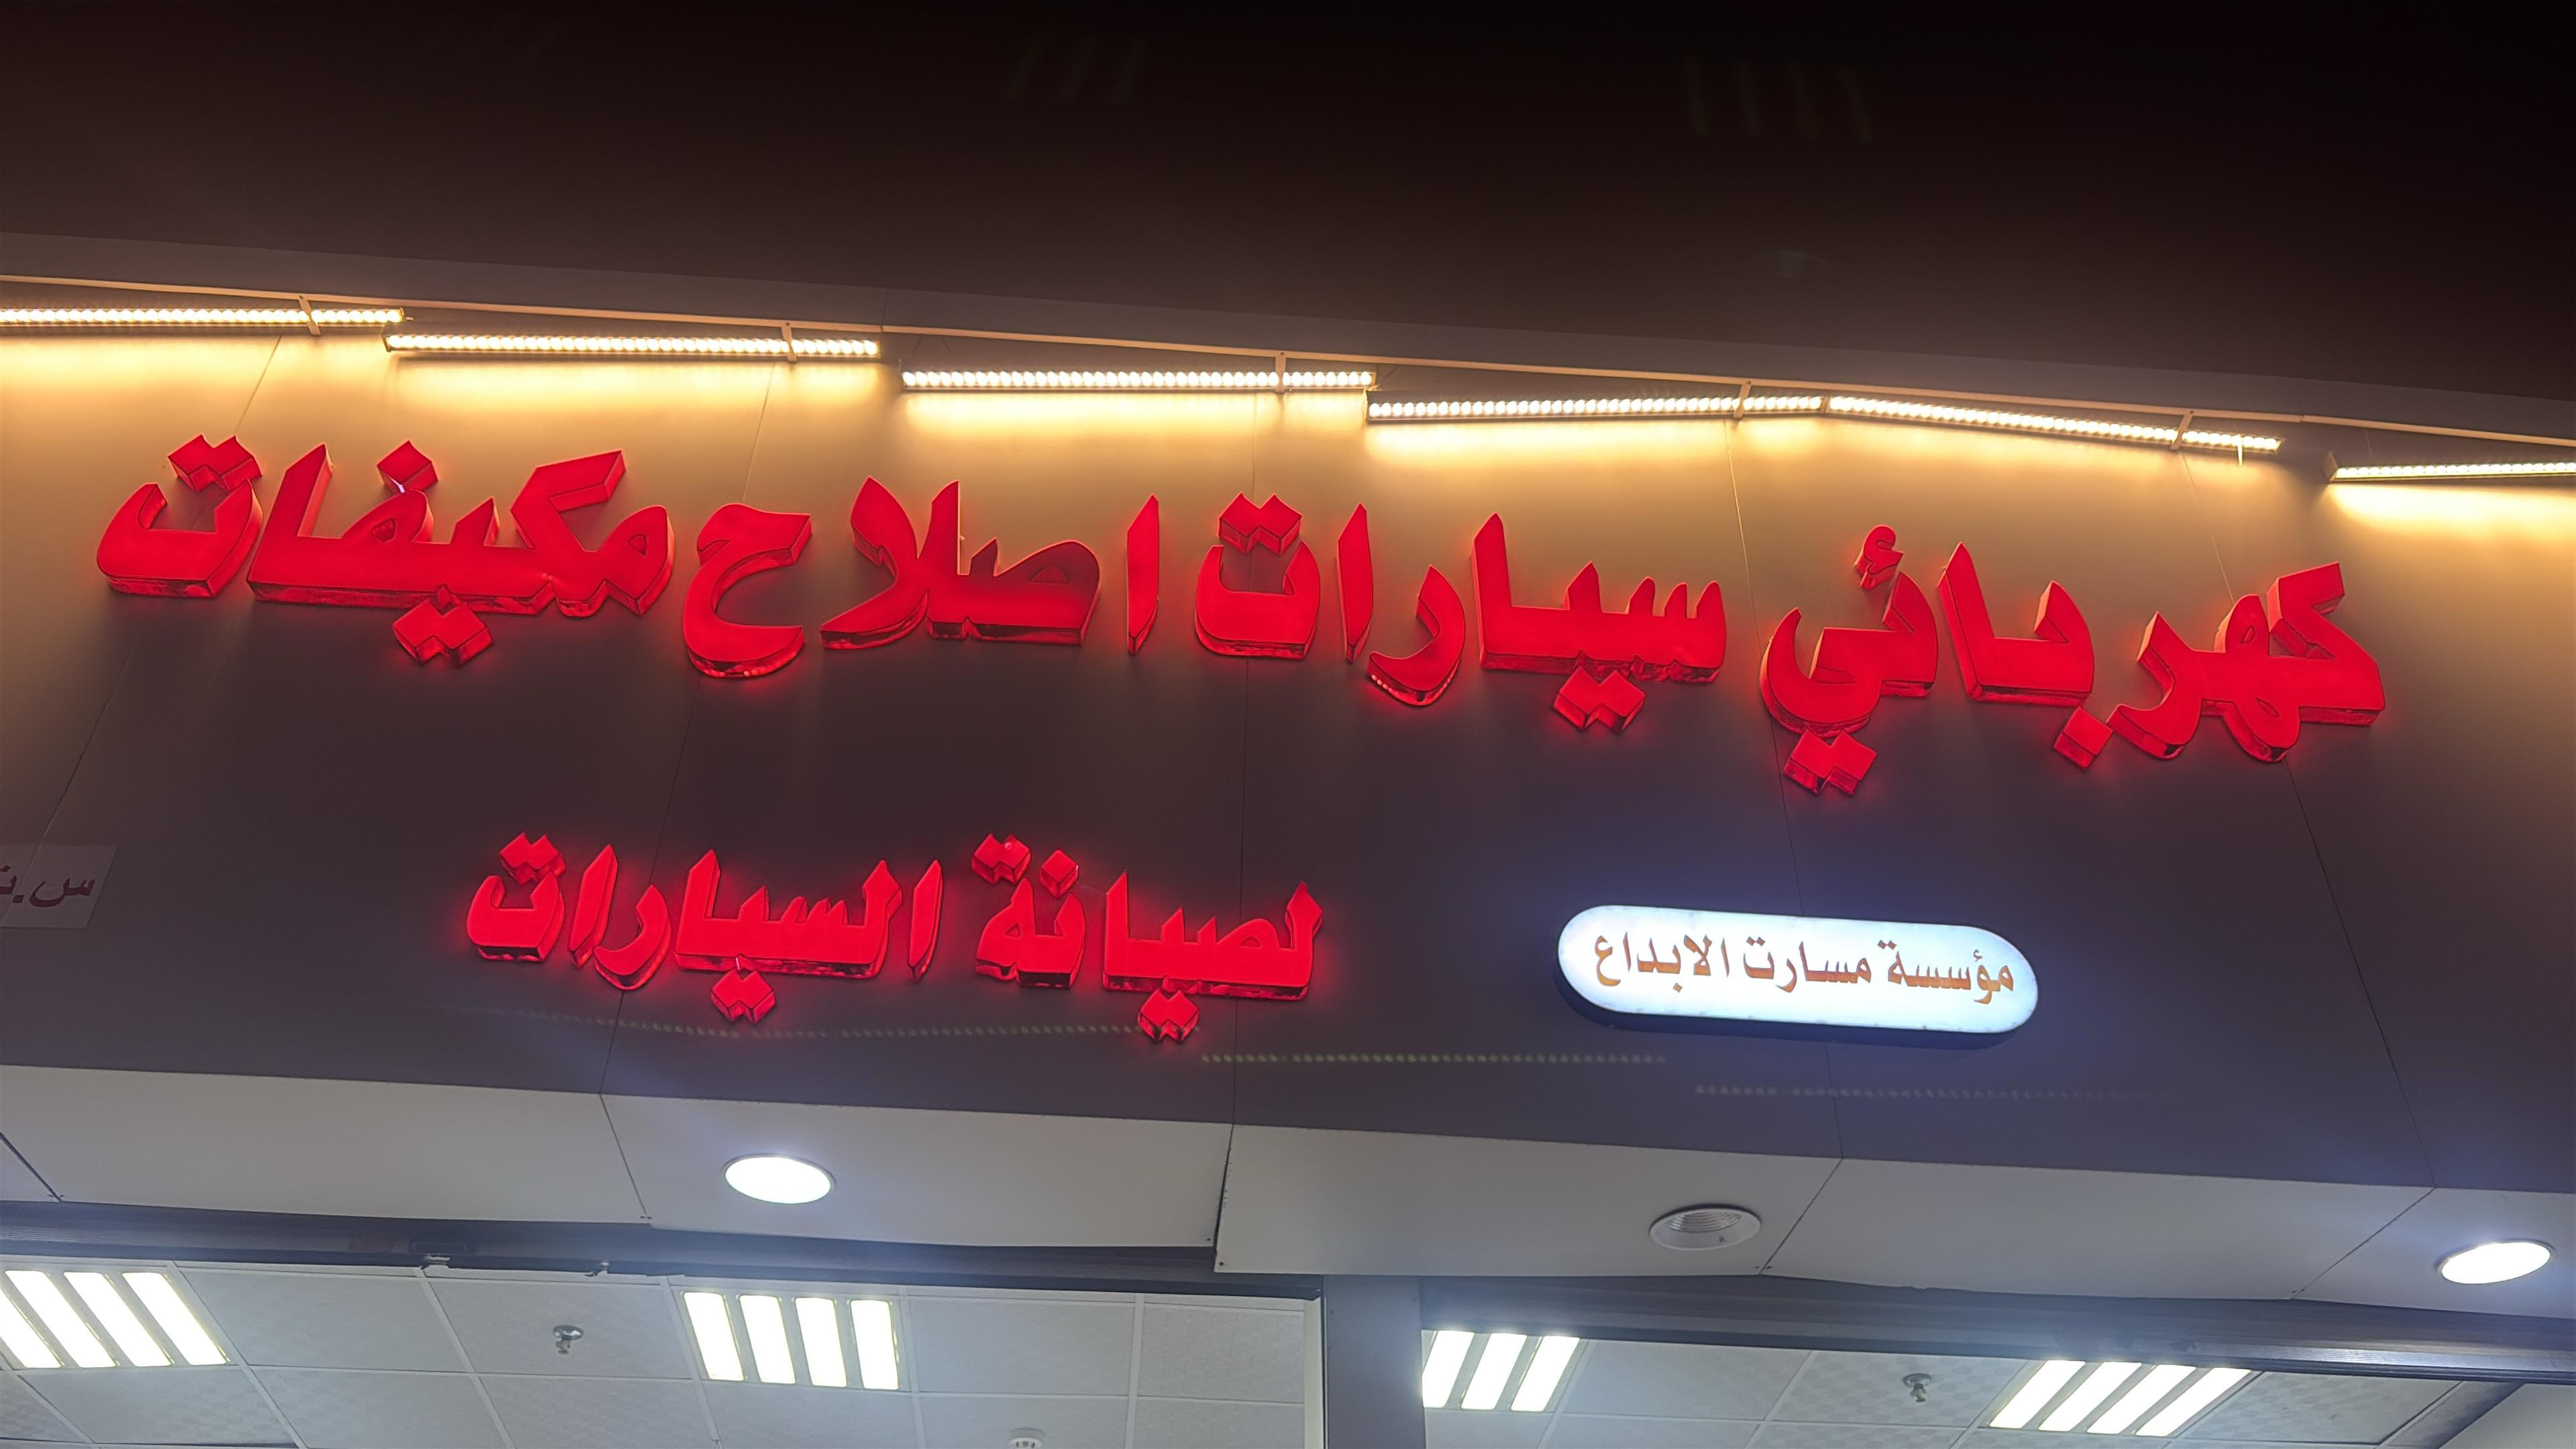 كهربائي سيارات اصلاح مكيفات
مؤسسة مسارت الابداع
لصيانة السيارات